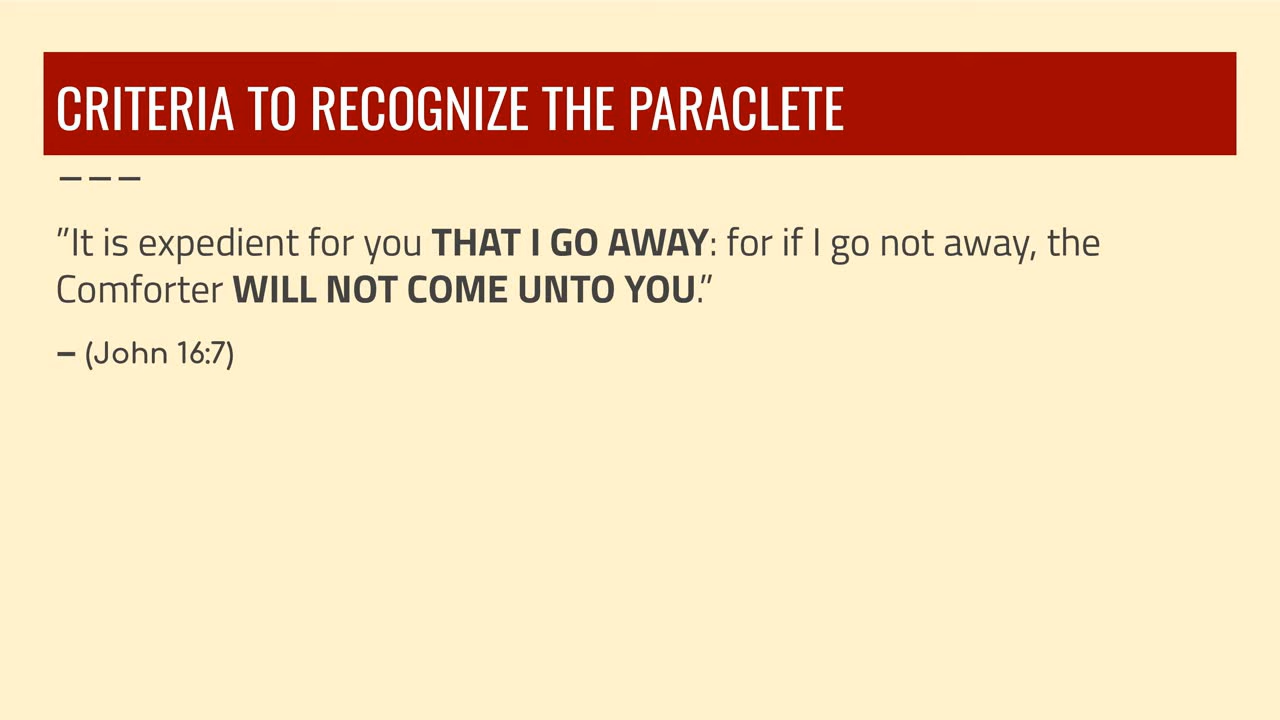 CRITERIA TO RECOGNIZE THE PARACLETE
–––
”It is expedient for you THAT I GO AWAY: for if I go not away, the
Comforter WILL NOT COME UNTO YOU.”
– (John 16:7)